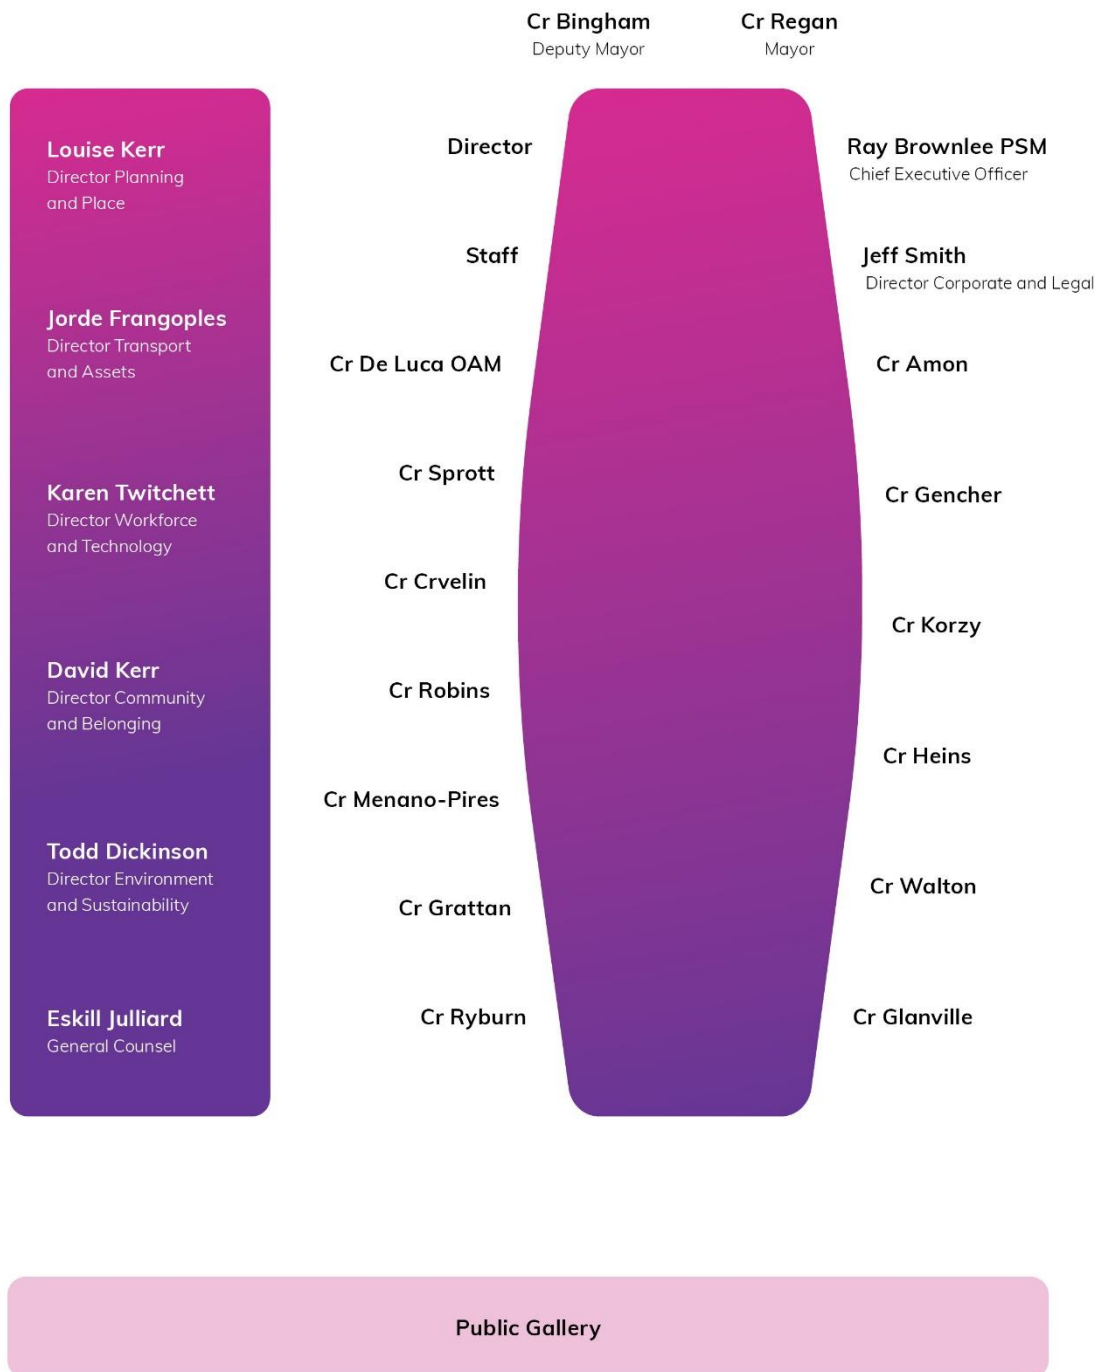 Cr Bingham
Deputy Mayor
Cr Regan
Mayor
Louise Kerr
Director Planning
and Place
Jorde Frangoples
Director Transport
and Assets
Karen Twitchett
Director Workforce
and Technology
David Kerr
Director Community
and Belonging
Todd Dickinson
Director Environment
and Sustainability
Eskill Julliard
General Counsel
Director
Staff
Cr De Luca OAM
Cr Sprott
Cr Crvelin
Cr Robins
Cr Menano-Pires
Cr Grattan
Cr Ryburn
Ray Brownlee PSM
Chief Executive Officer
Jeff Smith
Director Corporate and Legal
Cr Amon
Cr Gencher
Cr Korzy
Cr Heins
Cr Walton
Cr Glanville
Public Gallery